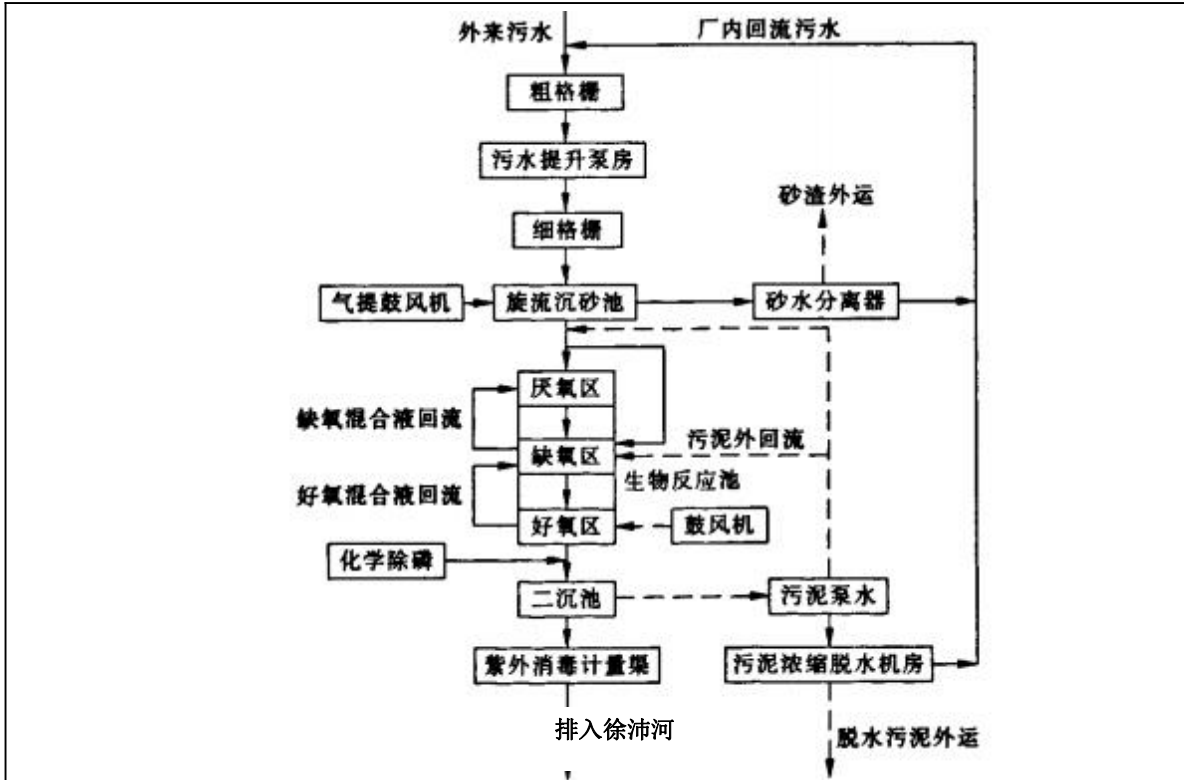 外来污水
厂内回流污水
粗格栅
污水提升泵房
砂渣外运
细格栅
气提鼓风机
旋流沉砂池
砂水分离器
厌氧区
缺氧混合液回流
污泥外回流
缺氧区
生物反应池
好氧混合液回流
好氧区
鼓风机
化学除磷
二沉池
污泥泵水
紫外消毒计量渠
污泥浓缩脱水机房
排入徐沛河
脱水污泥外运